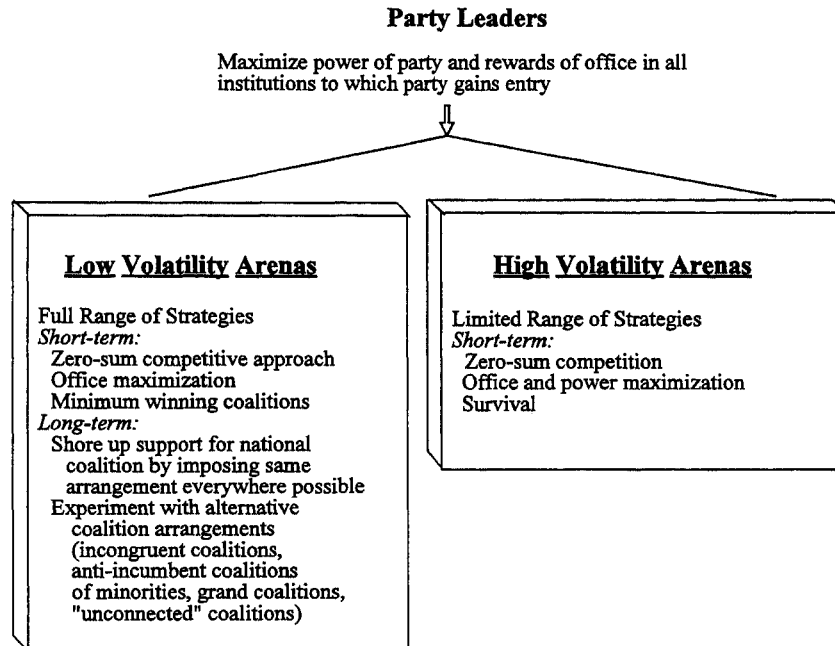 Party Leaders
Maximize power of party and rewards of office in all
institutions to which party gains entry
Low Volatility Arenas
Full Range of Strategies
Short-term:
Zero-sum competitive approach
Office maximization
Minimum winning coalitions
Long-term:
Shore up support for national
coalition by imposing same
arrangement everywhere possible
Experiment with alternative
coalition arrangements
(incongruent coalitions,
anti-incumbent coalitions
of minorities, grand coalitions,
"unconnected" coalitions)
High Volatility Arenas
Limited Range of Strategies
Short-term:
Zero-sum competition
Office and power maximization
Survival